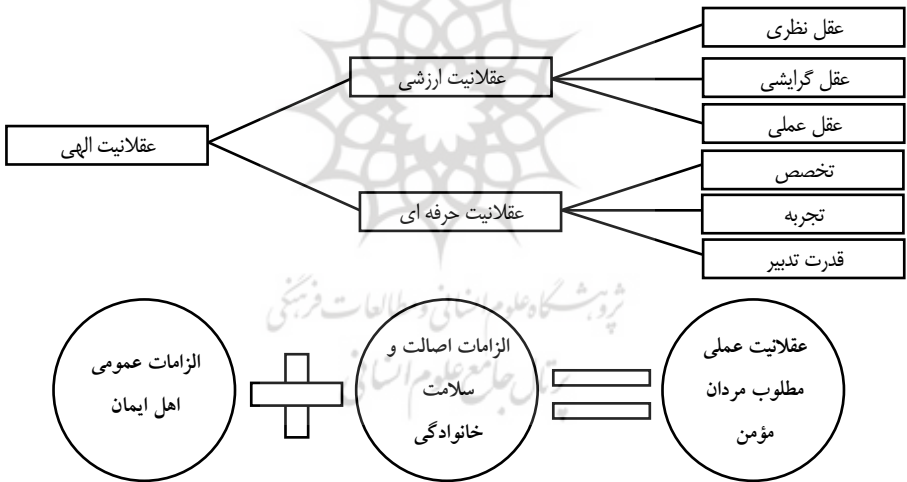 عقل نظری
عقلانیت ارزشی
عقل گرایشی
عقل عملی
عقلانیت الهی
تخصص
عقلانیت حرفه ای
تجربه
قدرت تدبیر
پژوهشگاه علوم انسانی و مطالعات فرہنگی
پرتال جامع علوم انسانی
عقلانیت عملی
مطلوب مردان
مؤمن
الزامات اصالت و
سلامت
خانوادگی
الزامات عمومی
اهل ایمان